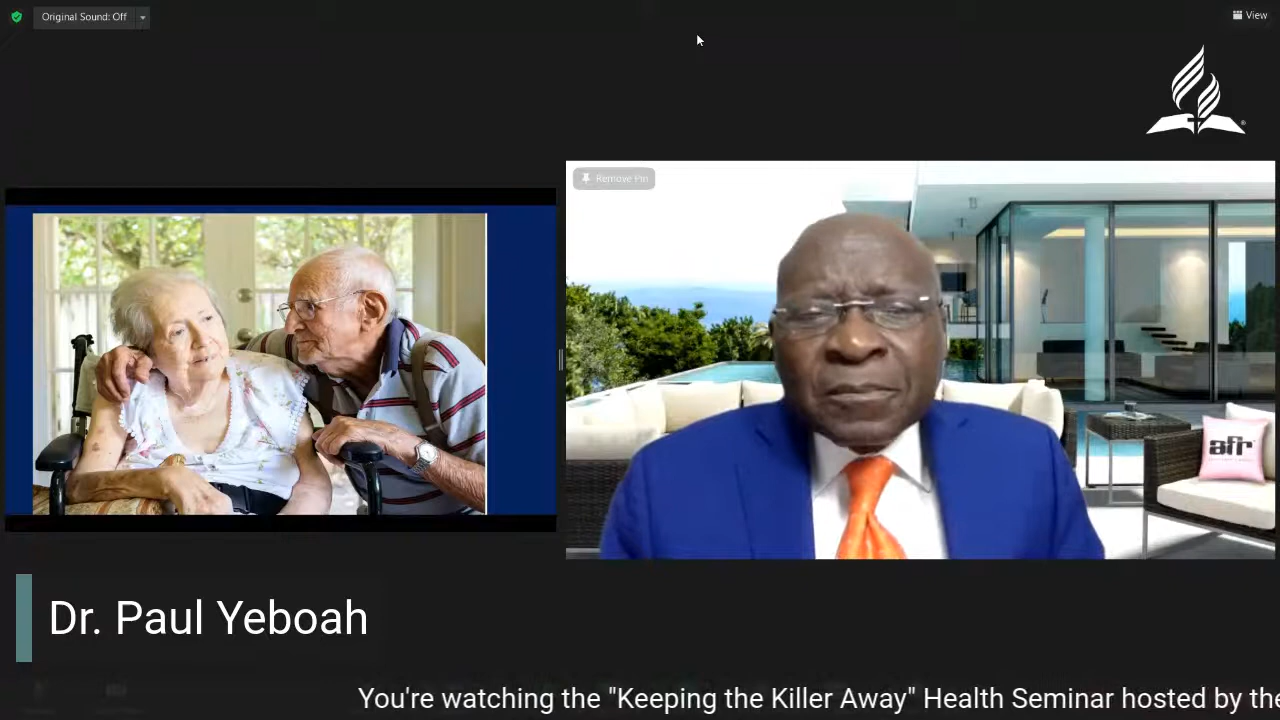 Original Sound: Off
View
Remove Pin
afr
Dr. Paul Yeboah
You're watching the "Keeping the Killer Away" Health Seminar hosted by the